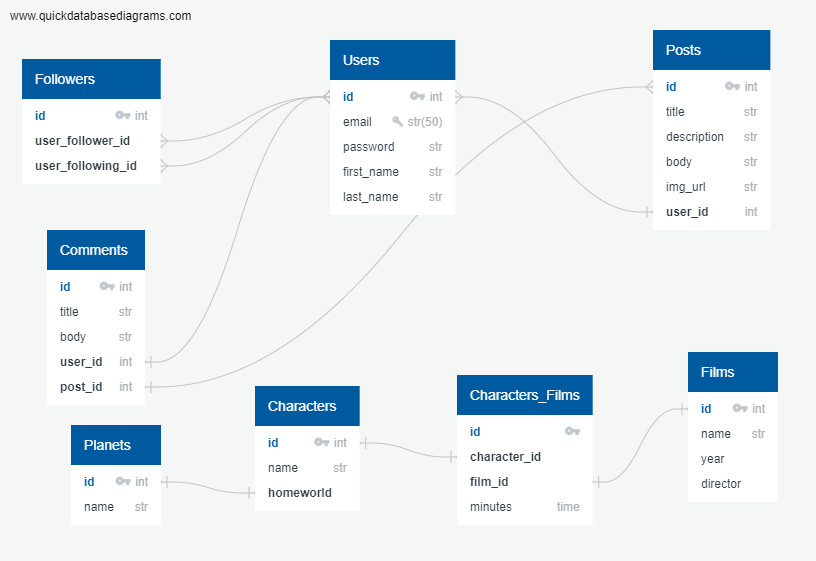 www.quickdatabasediagrams.com
Followers
id int
user_follower_id
user_following_id
Users
id int
email str(50)
password str
first_name str
last_name str
Posts
id int
title str
description str
body str
img_url str
user_id int
Comments
id int
title str
body str
user_id int
post_id int
Planets
id int
name str
Characters
id int
name str
homeworld
Characters_Films
id
character_id
film_id
minutes time
Films
id int
name str
year
director